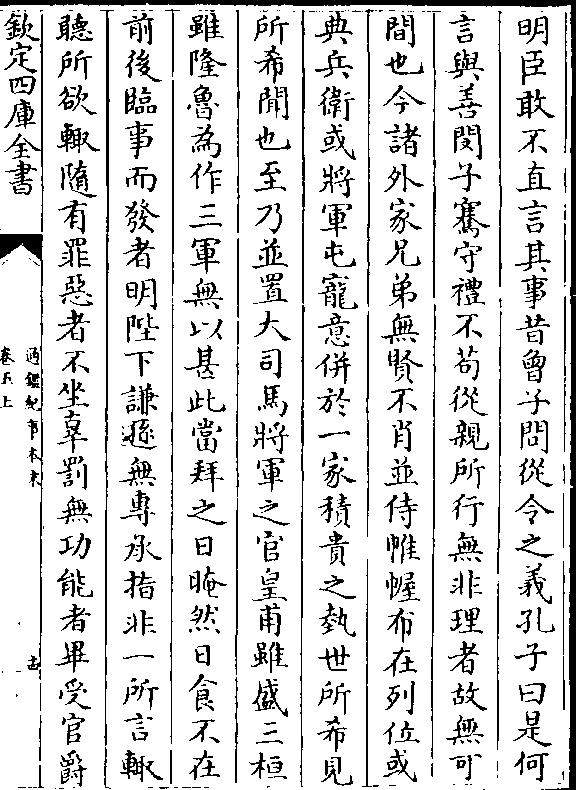 明臣敢不直言其事昔曾子問從令之義孔子曰是何
言與善閔子騫守禮不苟從親所行無非理者故無可
間也今諸外家兄弟無賢不肖並侍帷幄布在列位或
典兵衛或將軍屯寵意併於一家積貴之埶世所希見
所希聞也至乃並置大司馬將軍之官皇甫雖盛三桓
雖隆魯為作三軍無以甚此當拜之日晻然日食不在
前後臨事而發者明陛下謙遜無專承指非一所言輙
聽所欲輙隨有罪惡者不坐辜罰無功能者畢受官爵
欽定四庫全書
通鑑紀事本末
卷五上